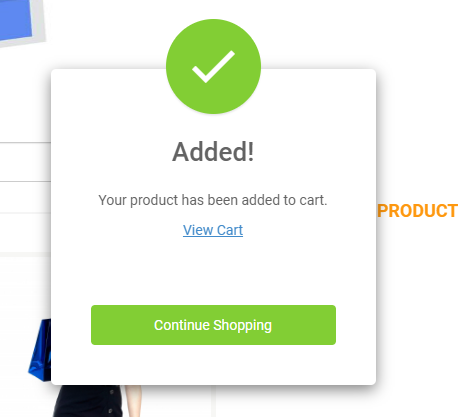 Added!
Your product has been added to cart.
PRODUCT
View Cart
Continue Shopping